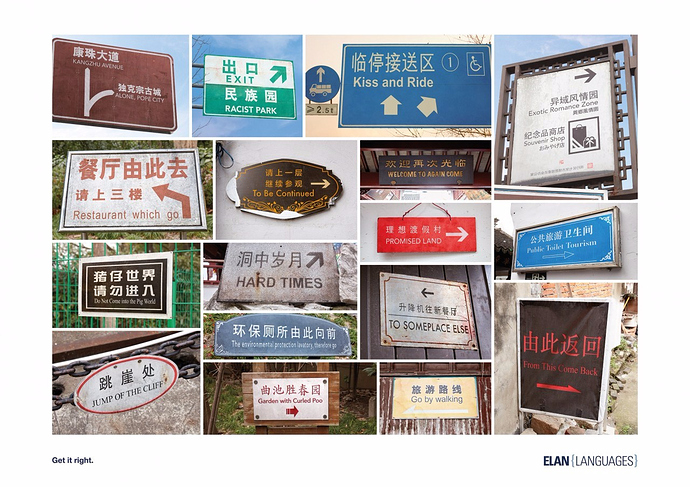 康珠大道
KANGZHU AVENUE
独克宗古城
ALONE, POPE CITY
出口
EXIT
民族园
RACIST PARK
> 2.5t
临停接送区 ①
Kiss and Ride
异域风情园
Exotic Romance Zone
纪念品商店
Souvenir Shop
おみやげ店
餐厅由此去
请上三楼
Restaurant which go
请上一层
继续参观
To Be Continued
欢迎再次光临
WELCOME TO AGAIN COME
理想渡假村
PROMISED LAND
公共旅游卫生间
Public Toilet Tourism
猪仔世界
请勿进入
Do Not Come into the Pig World
洞中岁月
HARD TIMES
升降机往新餐厅
TO SOMEPLACE ELSE
由此返回
From This Come Back
环保厕所由此向前
The environmental protection lavatory, therefore go
跳崖处
JUMP OF THE CLIFF
曲池胜春园
Garden with Curled Poo
旅游路线
Go by walking
Get it right.
ELAN {LANGUAGES}